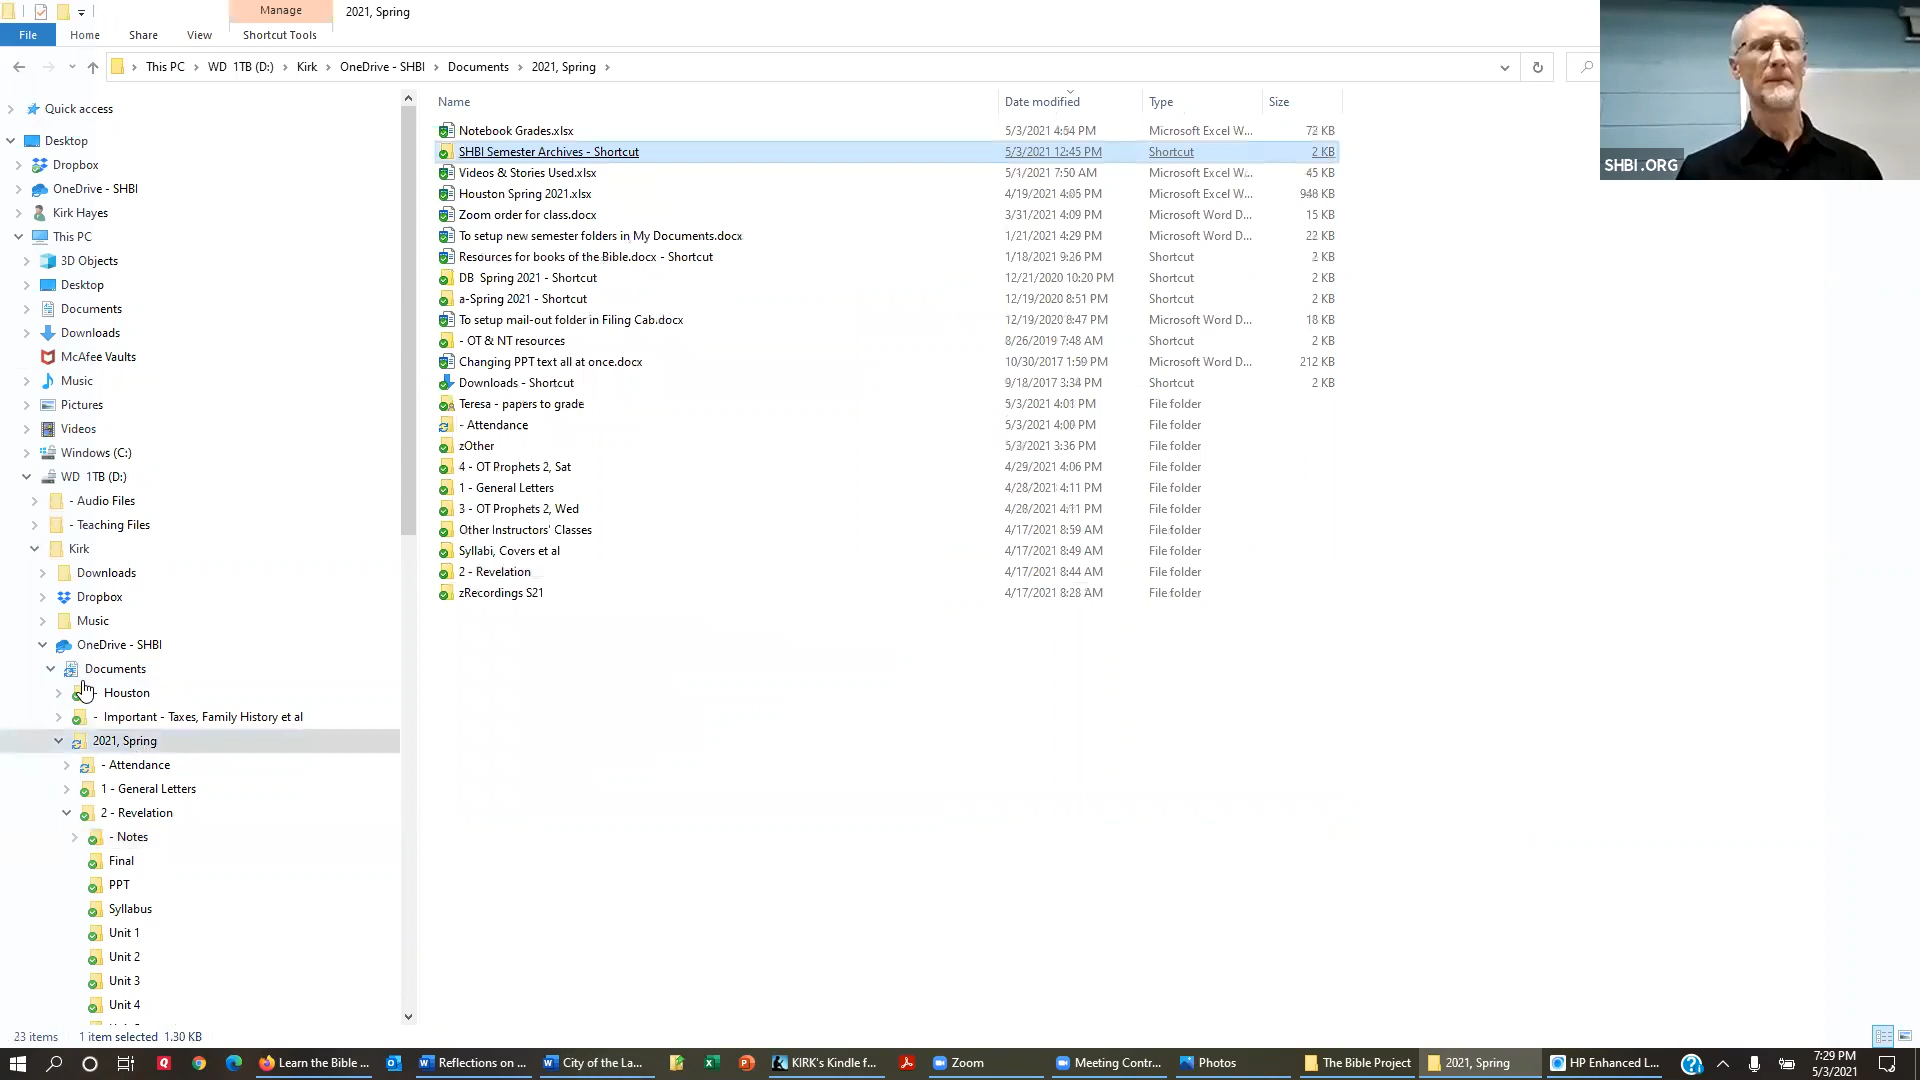 Manage
2021, Spring
File
Home
Share
View
Shortcut Tools
This PC
WD 1TB (D:)
Kirk
OneDrive - SHBI
Documents
2021, Spring
Quick access
Desktop
Dropbox
OneDrive - SHBI
Kirk Hayes
This PC
3D Objects
Desktop
Documents
Downloads
McAfee Vaults
Music
Pictures
Videos
Windows (C:)
WD 1TB (D:)
- Audio Files
- Teaching Files
Kirk
Downloads
Dropbox
Music
OneDrive - SHBI
Documents
- Houston
- Important - Taxes, Family History et al
2021, Spring
- Attendance
1 - General Letters
2 - Revelation
- Notes
Final
PPT
Syllabus
Unit 1
Unit 2
Unit 3
Unit 4
Name Date modified Type Size
Notebook Grades.xlsx 5/3/2021 4:54 PM Microsoft Excel W... 72 KB
SHBI Semester Archives - Shortcut 5/3/2021 12:45 PM Shortcut 2 KB
Videos & Stories Used.xlsx 5/1/2021 7:50 AM Microsoft Excel W... 45 KB
Houston Spring 2021.xlsx 4/19/2021 4:05 PM Microsoft Excel W... 948 KB
Zoom order for class.docx 3/31/2021 4:09 PM Microsoft Word D... 15 KB
To setup new semester folders in My Documents.docx 1/21/2021 4:29 PM Microsoft Word D... 22 KB
Resources for books of the Bible.docx - Shortcut 1/18/2021 9:26 PM Shortcut 2 KB
DB Spring 2021 - Shortcut 12/21/2020 10:20 PM Shortcut 2 KB
a-Spring 2021 - Shortcut 12/19/2020 8:51 PM Shortcut 2 KB
To setup mail-out folder in Filing Cab.docx 12/19/2020 8:47 PM Microsoft Word D... 18 KB
- OT & NT resources 8/26/2019 7:48 AM Shortcut 2 KB
Changing PPT text all at once.docx 10/30/2017 1:59 PM Microsoft Word D... 212 KB
Downloads - Shortcut 9/18/2017 3:34 PM Shortcut 2 KB
Teresa - papers to grade 5/3/2021 4:01 PM File folder
- Attendance 5/3/2021 4:00 PM File folder
zOther 5/3/2021 3:36 PM File folder
4 - OT Prophets 2, Sat 4/29/2021 4:06 PM File folder
1 - General Letters 4/28/2021 4:11 PM File folder
3 - OT Prophets 2, Wed 4/28/2021 4:11 PM File folder
Other Instructors' Classes 4/17/2021 8:59 AM File folder
Syllabi, Covers et al 4/17/2021 8:49 AM File folder
2 - Revelation 4/17/2021 8:44 AM File folder
zRecordings S21 4/17/2021 8:28 AM File folder
SHBI.ORG
23 items 1 item selected 1.30 KB
Learn the Bible ...
Reflections on ...
City of the La...
KIRK's Kindle f...
Zoom
Meeting Contr...
Photos
The Bible Project
2021, Spring
HP Enhanced L...
7:29 PM
5/3/2021